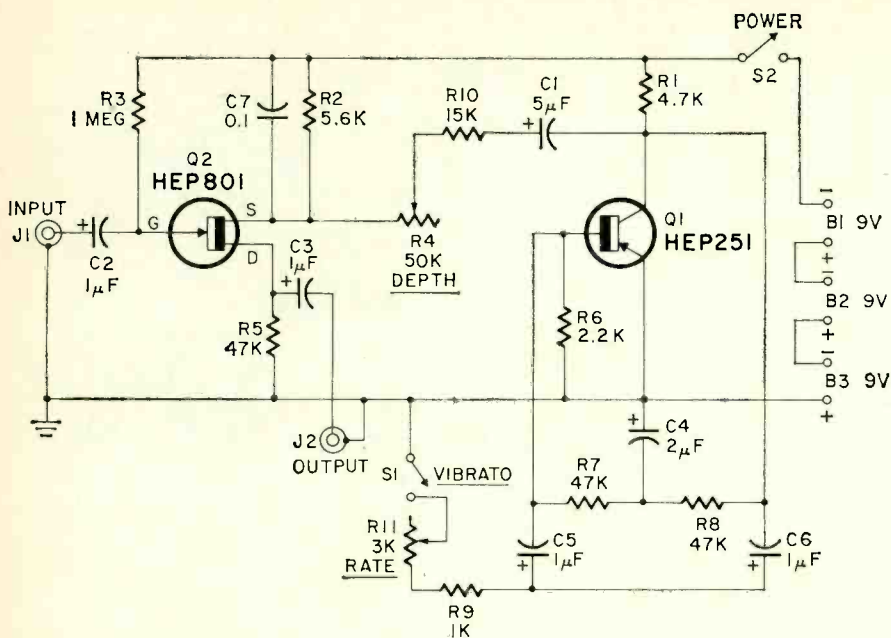 POWER
S2
R3
1 MEG
C7
0.1
R2
5.6K
R10
15K
C1
5µF
+
R1
4.7K
Q2
HEP801
INPUT
J1
+
C2
1µF
G
S
D
C3
1µF
+
R4
50K
DEPTH
Q1
HEP251
R6
2.2K
R5
47K
−
B1 9V
+
−
B2 9V
+
−
B3 9V
+
J2
OUTPUT
S1
VIBRATO
+
C4
2µF
R7
47K
R8
47K
R11
3K
RATE
C5
1µF
+
C6
1µF
+
R9
1K